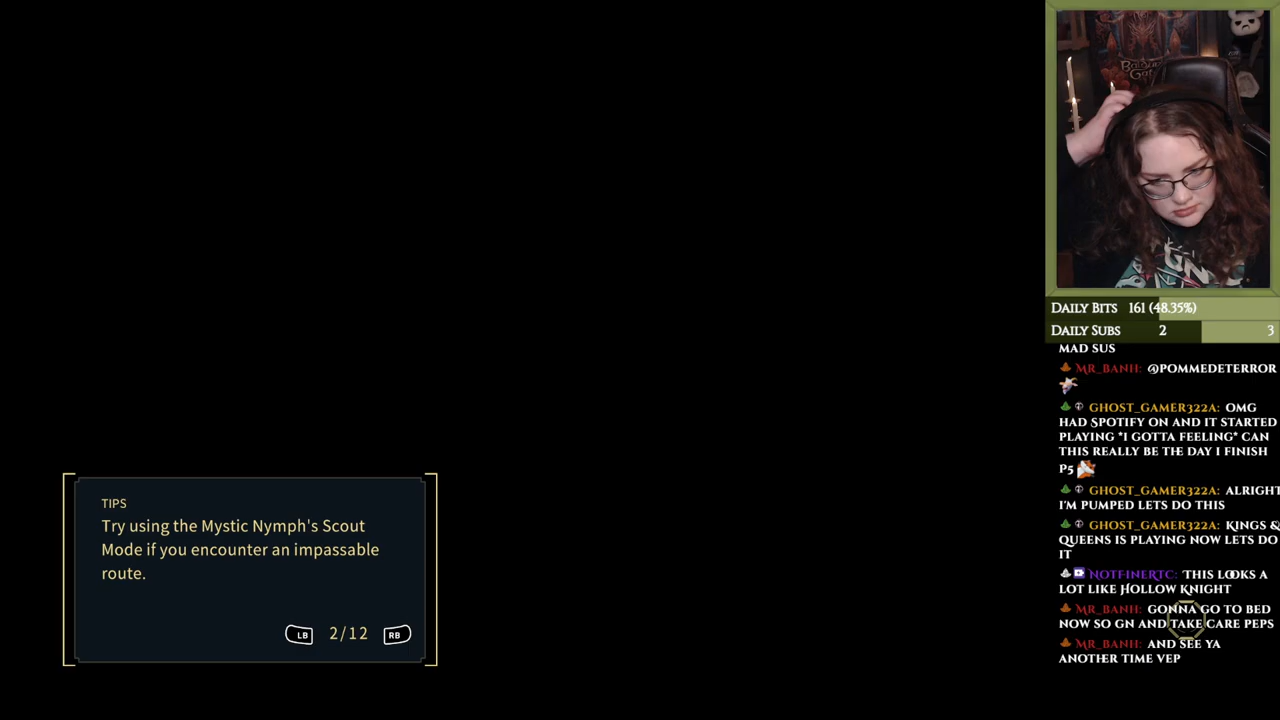 Baldur's
Gate
DAILY BITS 161 (48.35%)
DAILY SUBS 2 3
MAD SUS
MR_BANH: @POMMEDETERROR
GHOST_GAMER322A: OMG
HAD SPOTIFY ON AND IT STARTED
PLAYING *I GOTTA FEELING* CAN
THIS REALLY BE THE DAY I FINISH
P5
GHOST_GAMER322A: ALRIGHT
I'M PUMPED LETS DO THIS
GHOST_GAMER322A: KINGS &
QUEENS IS PLAYING NOW LETS DO
IT
NOTFINERTC: THIS LOOKS A
LOT LIKE HOLLOW KNIGHT
MR_BANH: GONNA GO TO BED
NOW SO GN AND TAKE CARE PEPS
MR_BANH: AND SEE YA
ANOTHER TIME VEP
TIPS
Try using the Mystic Nymph's Scout
Mode if you encounter an impassable
route.
LB 2/12 RB